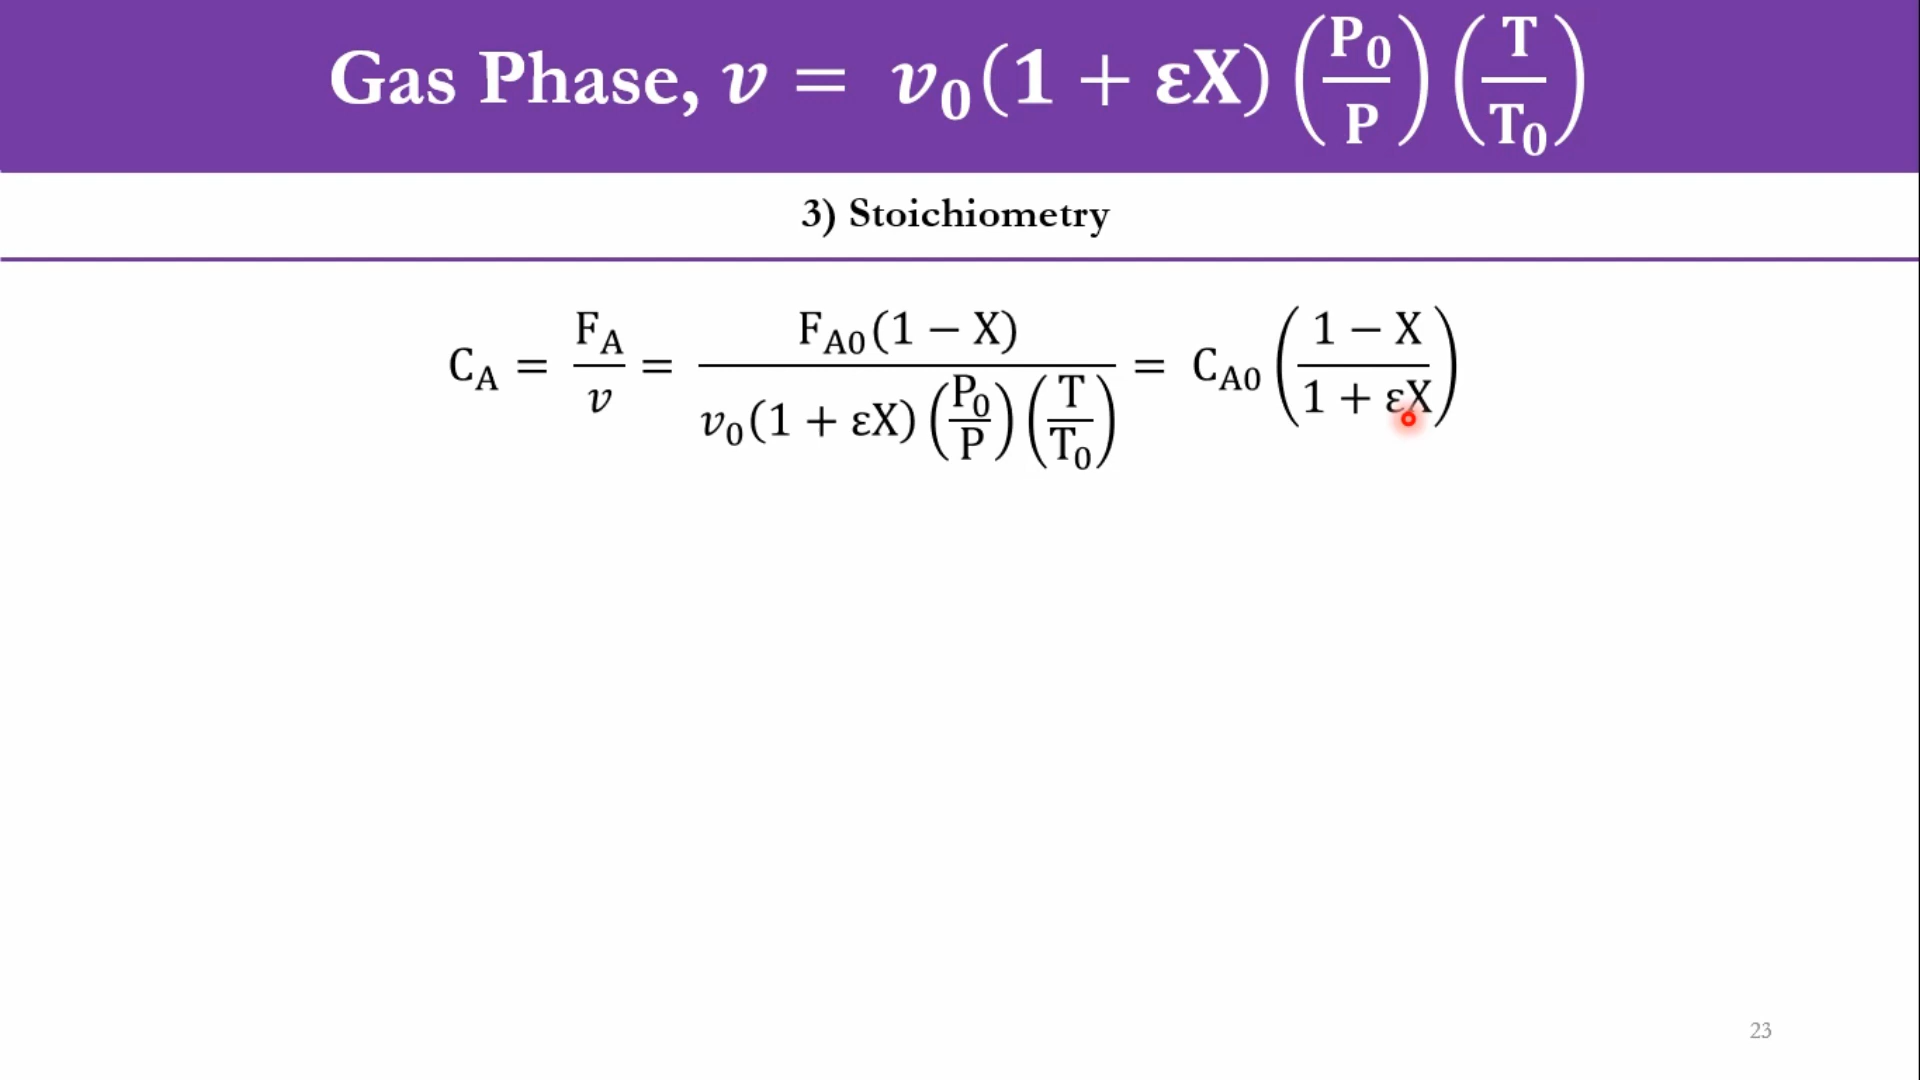 Gas Phase, v = v₀(1 + εX) (P₀/P) (T/T₀)
3) Stoichiometry
C_A = F_A/v = F_A0(1 − X) / v₀(1 + εX)(P₀/P)(T/T₀) = C_A0 ((1 − X)/(1 + εX))
23